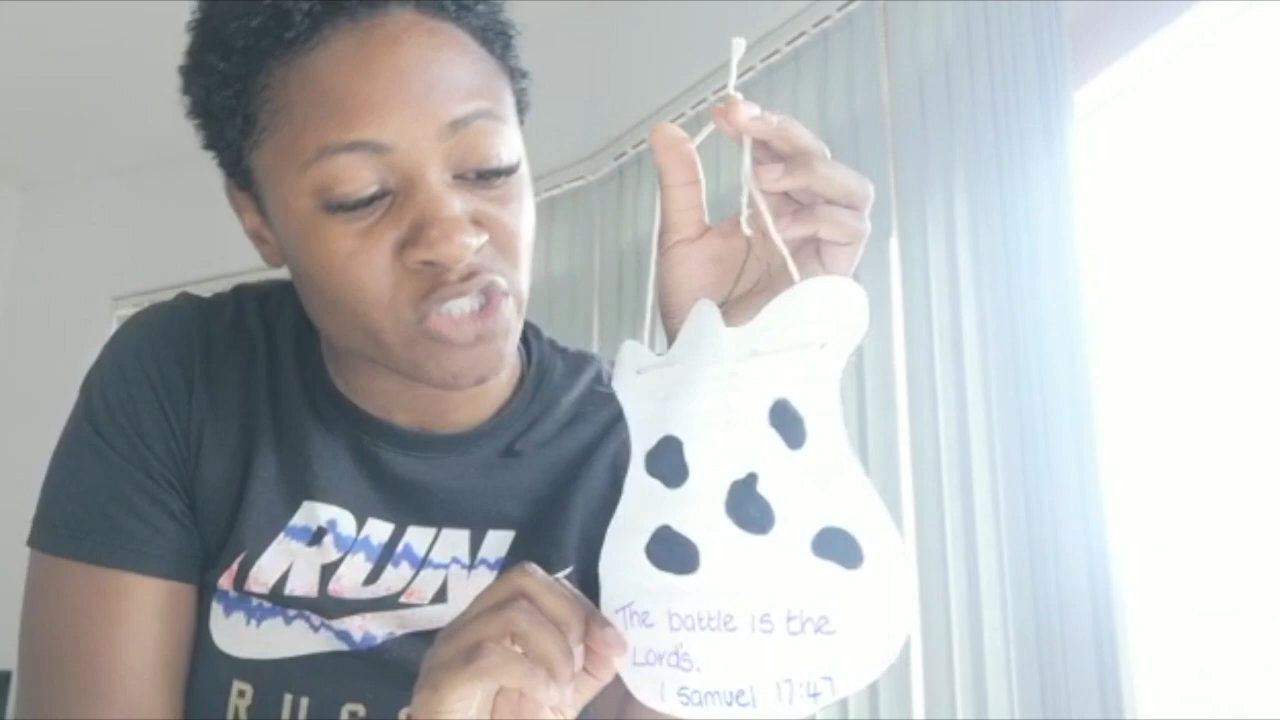 RUN
The battle is the
Lord's.
1 Samuel 17:47